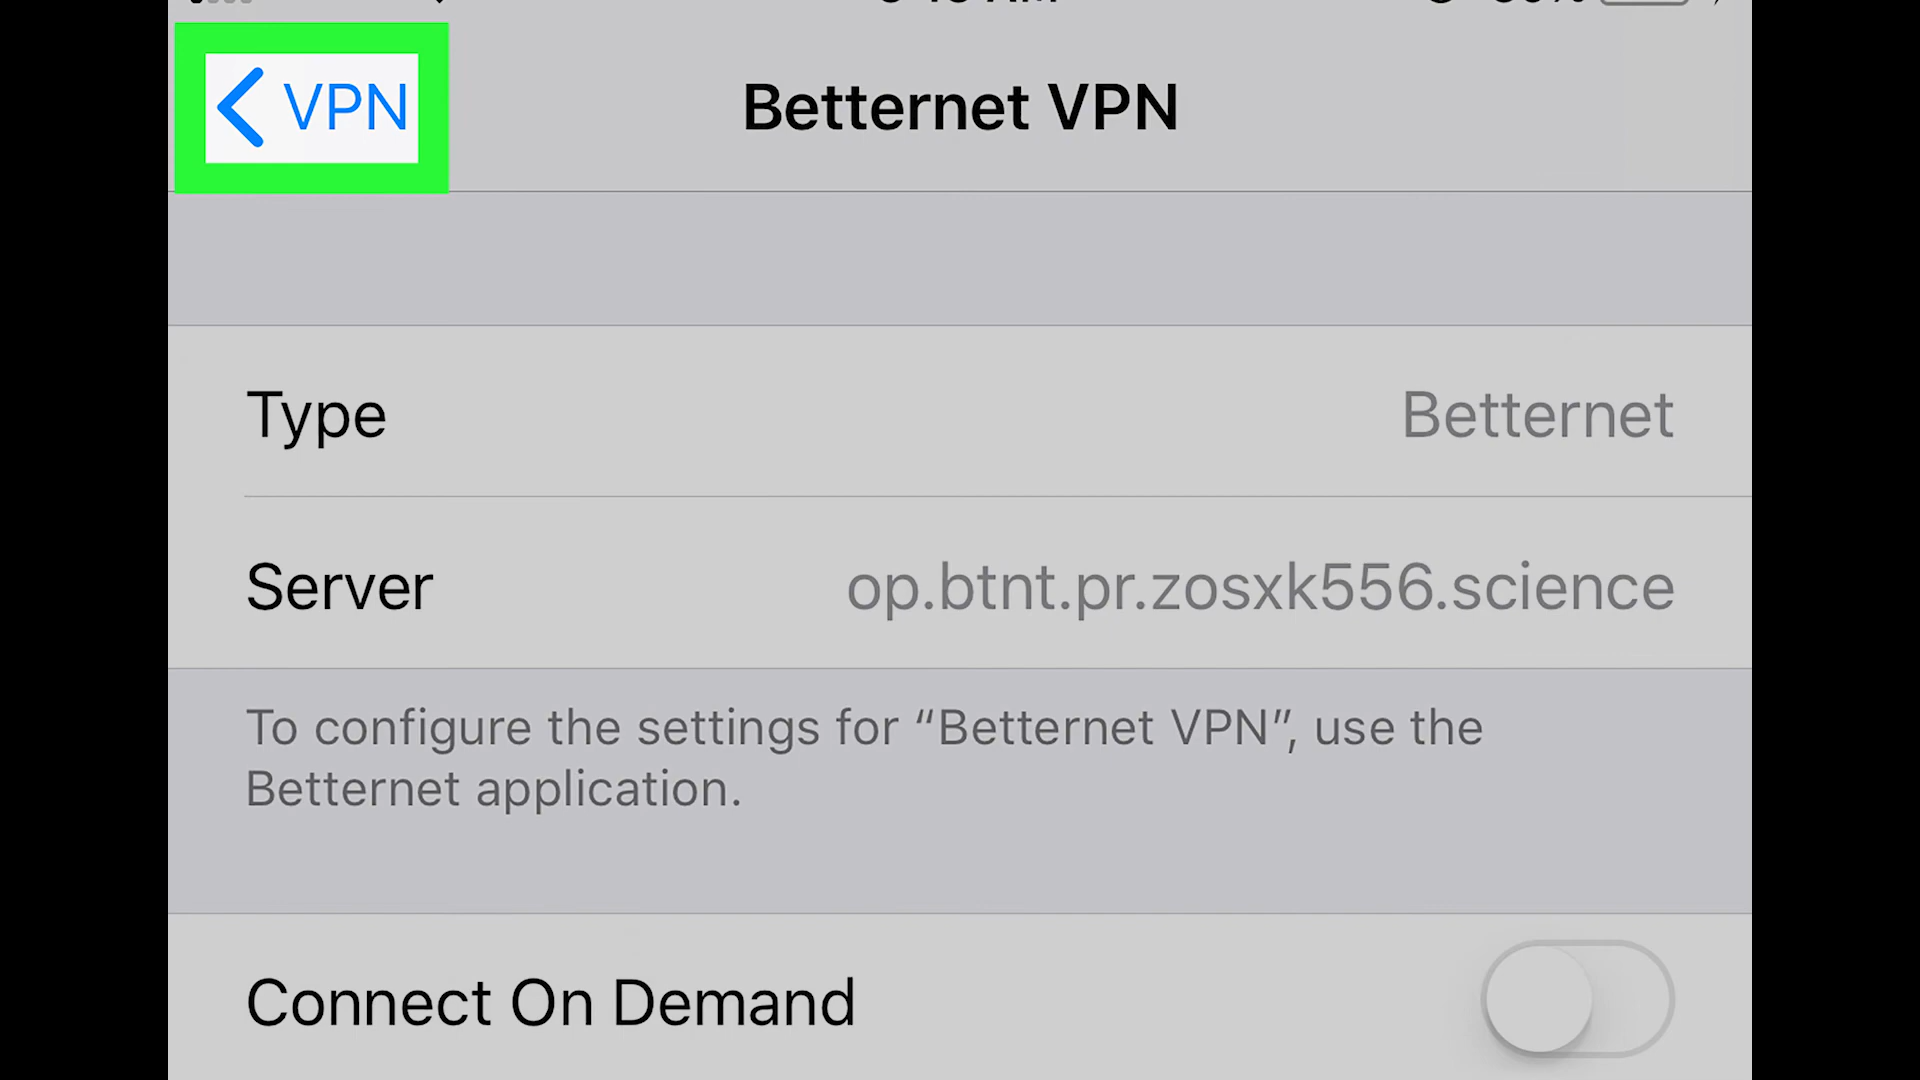 VPN
Betternet VPN
Type
Betternet
Server
op.btnt.pr.zosxk556.science
To configure the settings for “Betternet VPN”, use the
Betternet application.
Connect On Demand